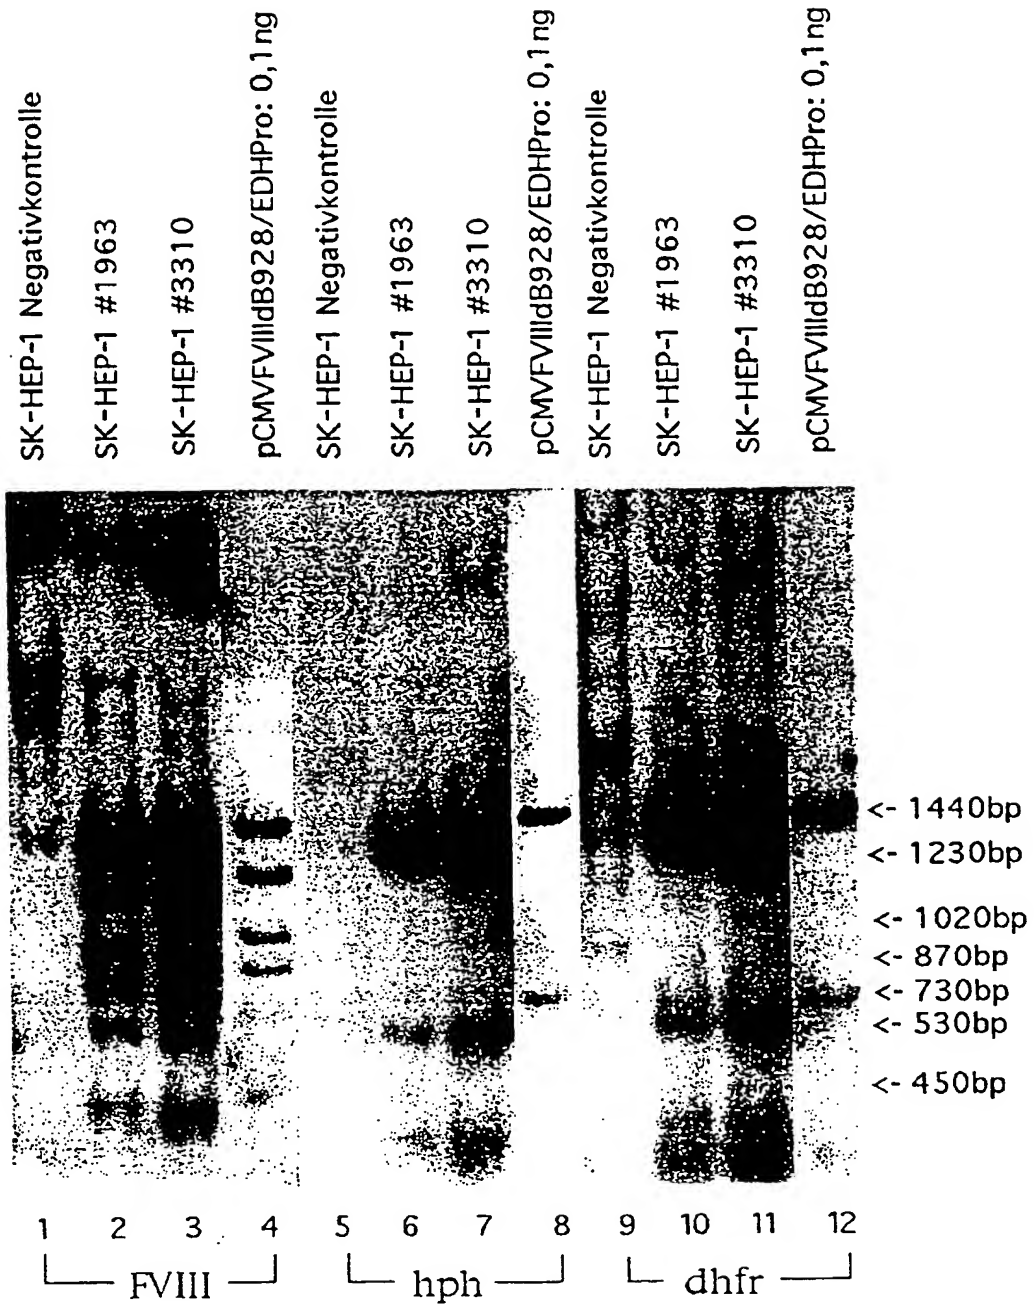 SK-HEP-1 Negativkontrolle
SK-HEP-1 #1963
SK-HEP-1 #3310
pCMVFVIIIdB928/EDHPro: 0,1ng
SK-HEP-1 Negativkontrolle
SK-HEP-1 #1963
SK-HEP-1 #3310
pCMVFVIIIdB928/EDHPro: 0,1ng
SK-HEP-1 Negativkontrolle
SK-HEP-1 #1963
SK-HEP-1 #3310
pCMVFVIIIdB928/EDHPro: 0,1ng
<- 1440bp
<- 1230bp
<- 1020bp
<- 870bp
<- 730bp
<- 530bp
<- 450bp
1 2 3 4 5 6 7 8 9 10 11 12
FVIII hph dhfr